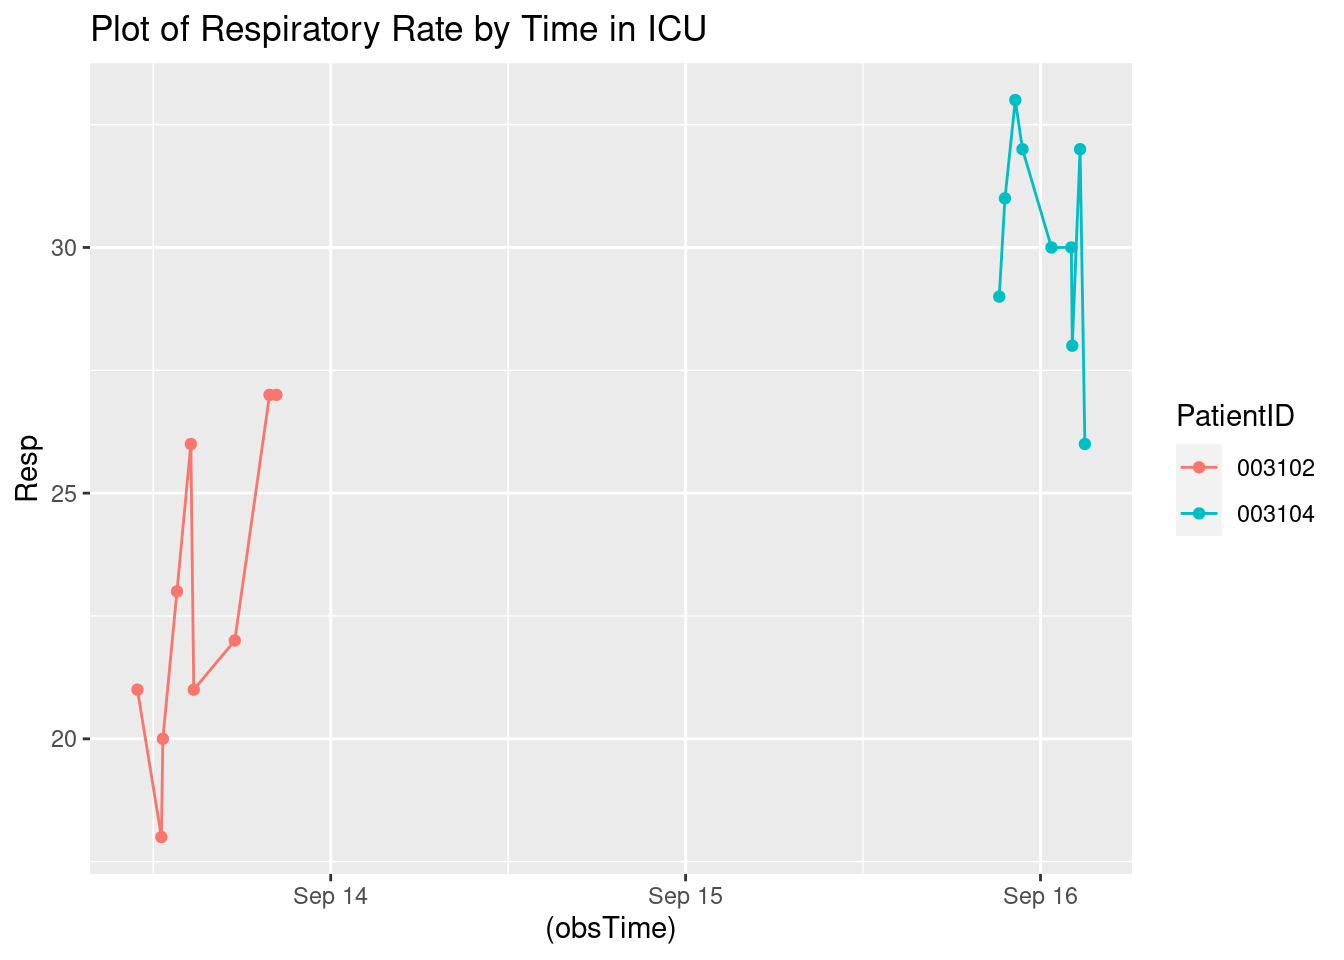 Plot of Respiratory Rate by Time in ICU
Resp
30
25
20
Sep 14
Sep 15
Sep 16
(obsTime)
PatientID
003102
003104